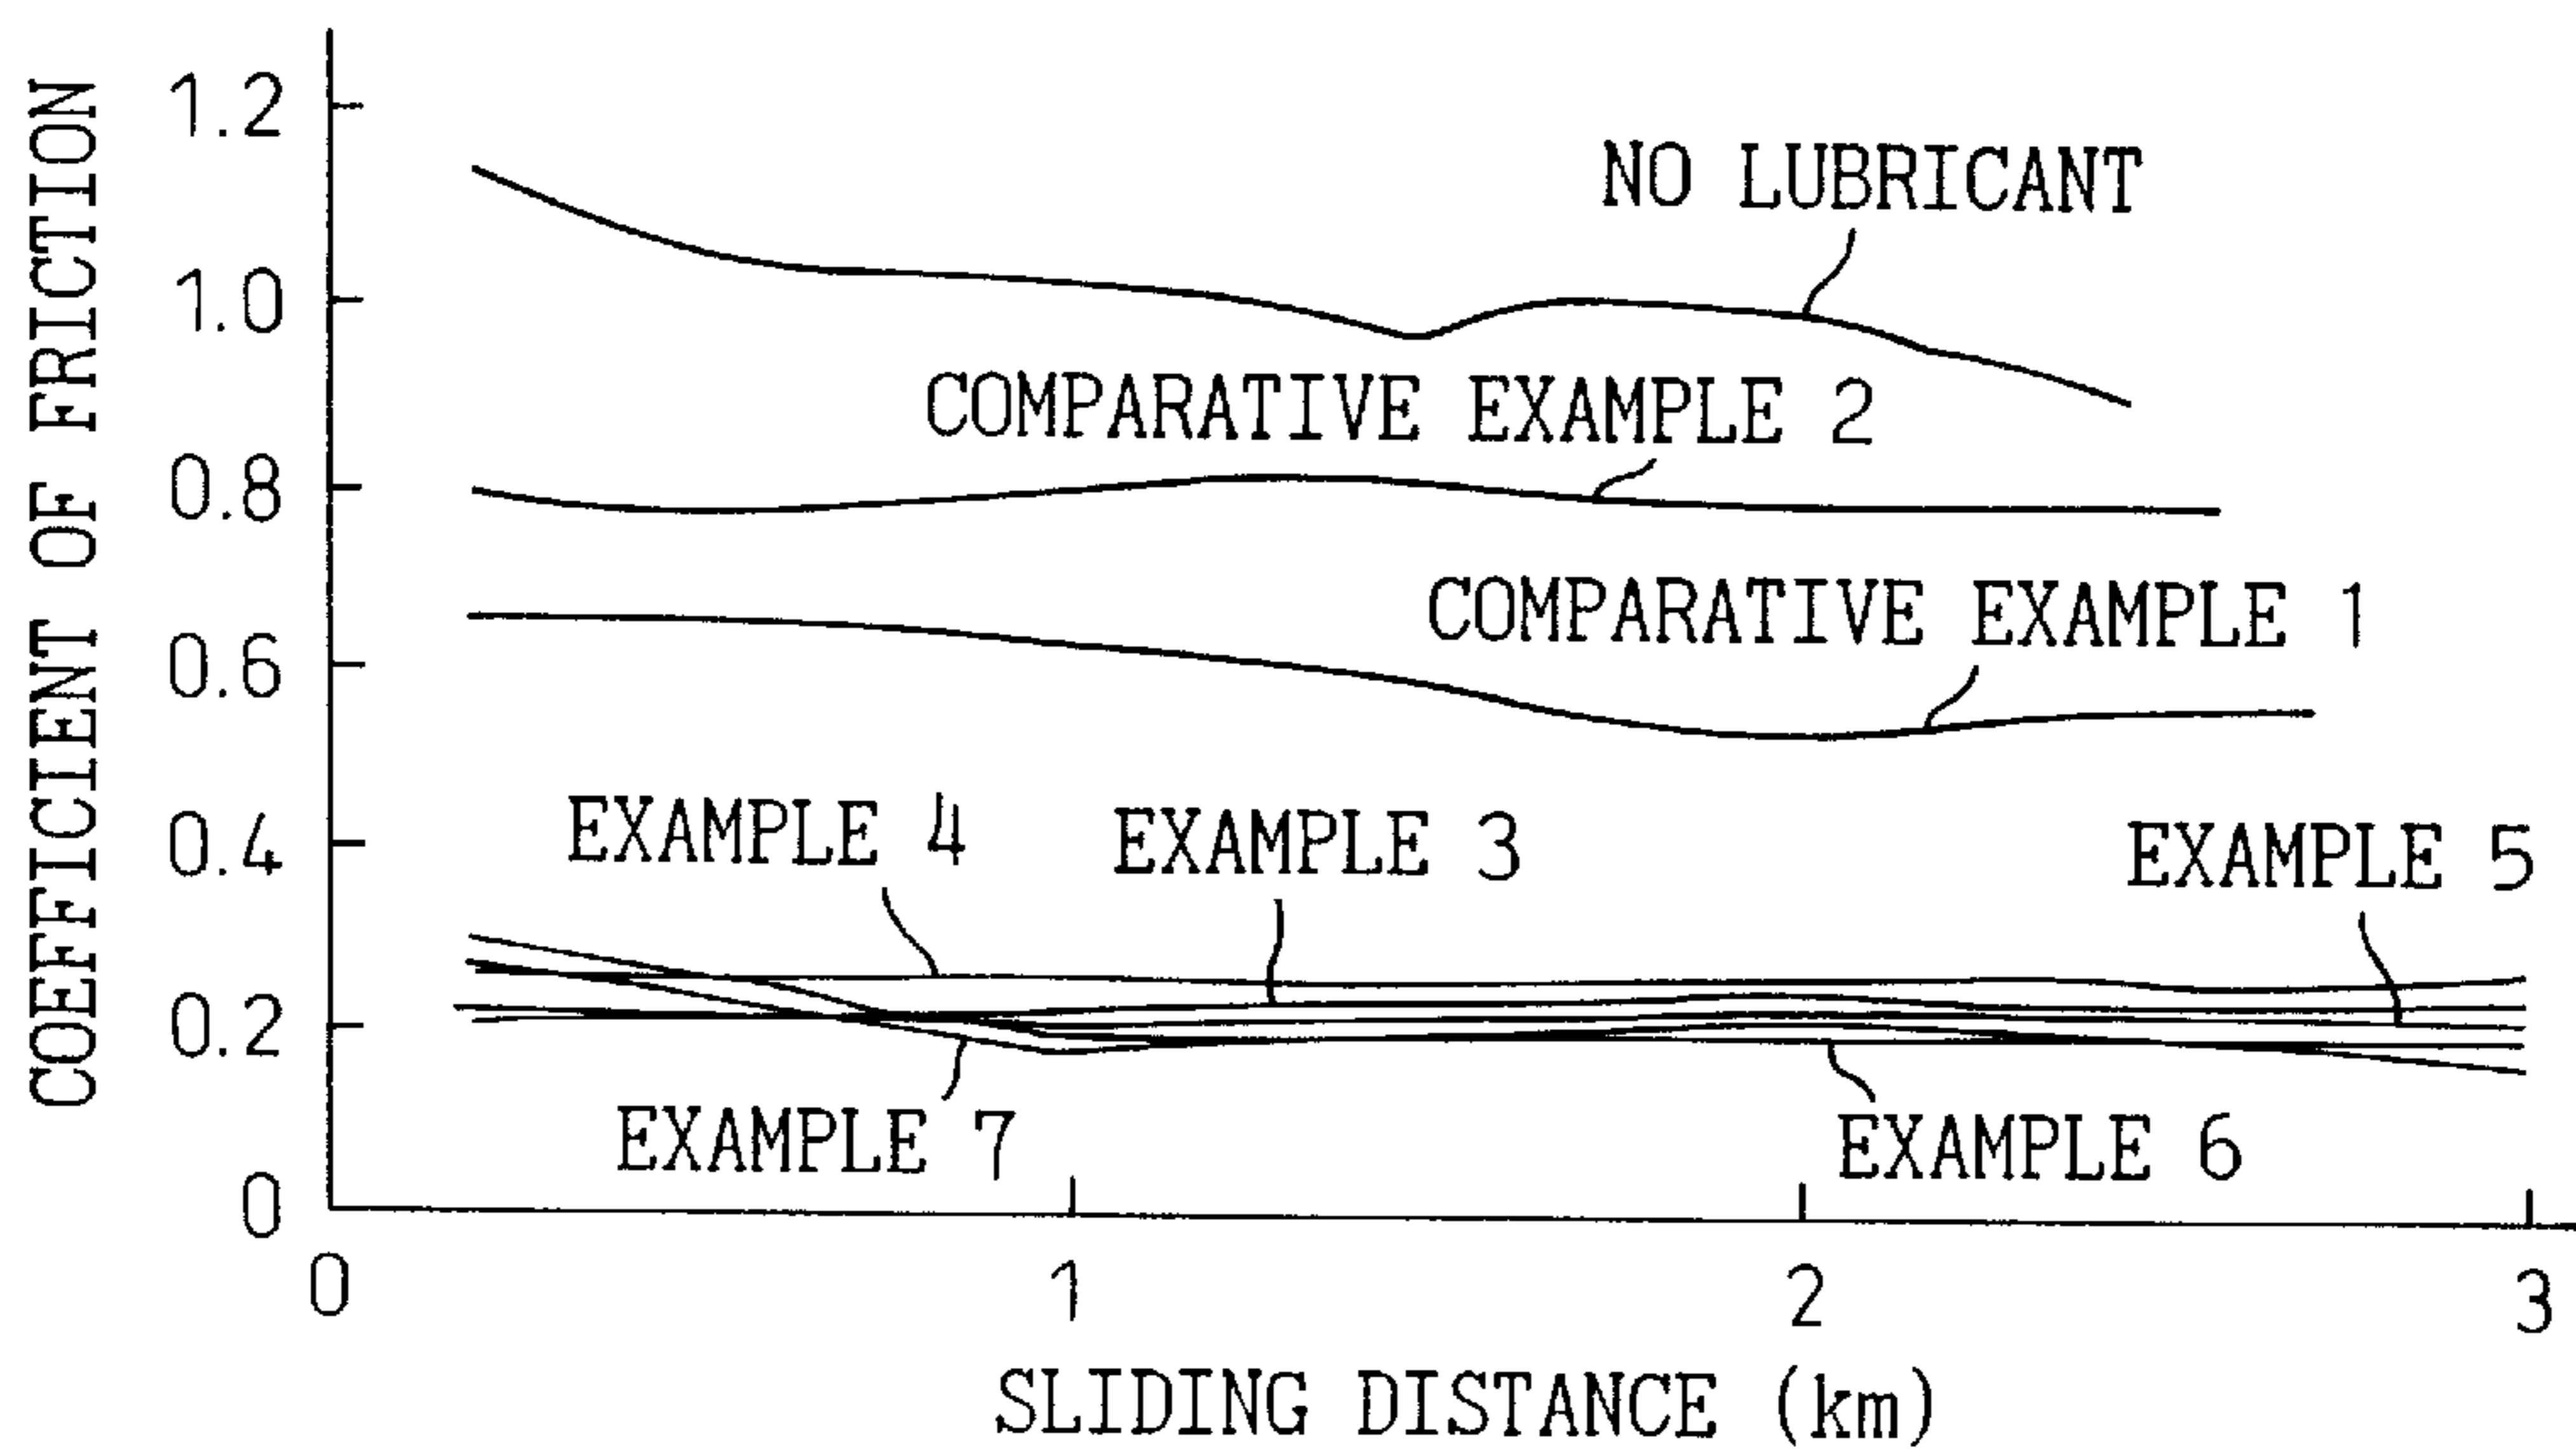 COEFFICIENT OF FRICTION
1.2
1.0
0.8
0.6
0.4
0.2
0
NO LUBRICANT
COMPARATIVE EXAMPLE 2
COMPARATIVE EXAMPLE 1
EXAMPLE 4
EXAMPLE 3
EXAMPLE 5
EXAMPLE 7
EXAMPLE 6
0
1
2
3
SLIDING DISTANCE (km)